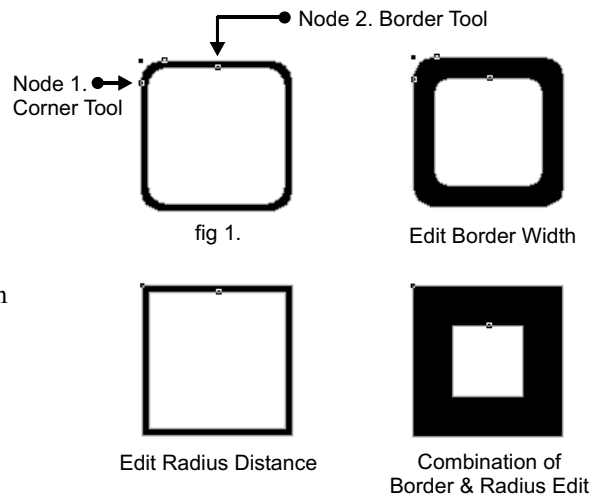 Node 2. Border Tool
Node 1.
Corner Tool
fig 1.
Edit Border Width
n
Edit Radius Distance
Combination of
Border & Radius Edit